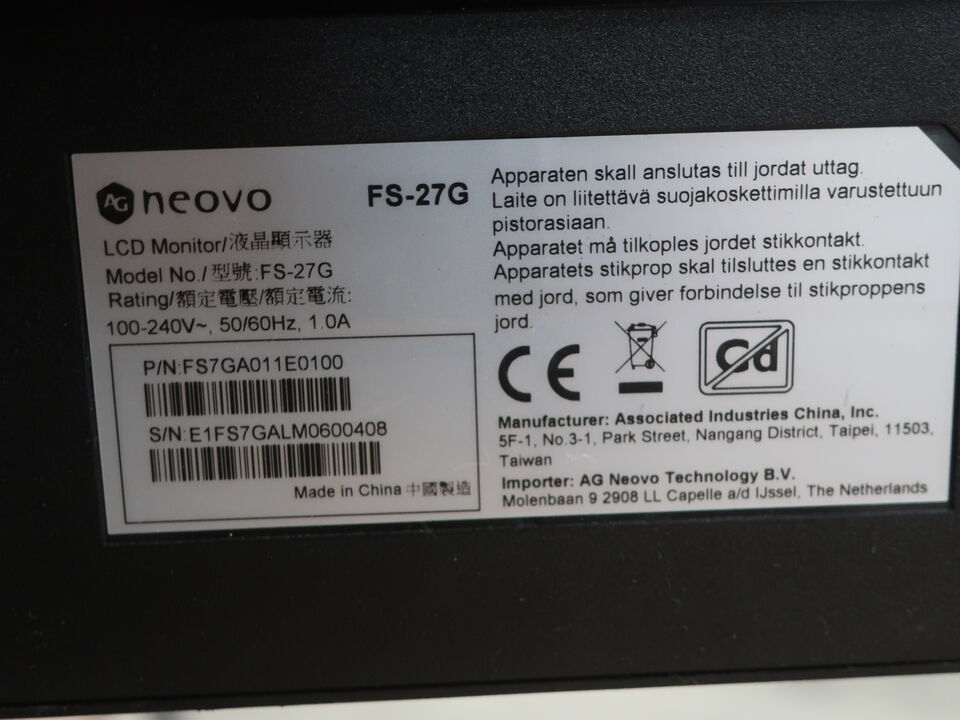 AG neovo
FS-27G
LCD Monitor/液晶顯示器
Model No./型號:FS-27G
Rating/額定電壓/額定電流:
100-240V~, 50/60Hz, 1.0A
P/N:FS7GA011E0100
S/N:E1FS7GALM0600408
Made in China 中國製造
Apparaten skall anslutas till jordat uttag.
Laite on liitettävä suojakoskettimilla varustettuun
pistorasiaan.
Apparatet må tilkoples jordet stikkontakt.
Apparatets stikprop skal tilsluttes en stikkontakt
med jord, som giver forbindelse til stikproppens
jord.
CE
Gd
Manufacturer: Associated Industries China, Inc.
5F-1, No.3-1, Park Street, Nangang District, Taipei, 11503,
Taiwan
Importer: AG Neovo Technology B.V.
Molenbaan 9 2908 LL Capelle a/d IJssel, The Netherlands